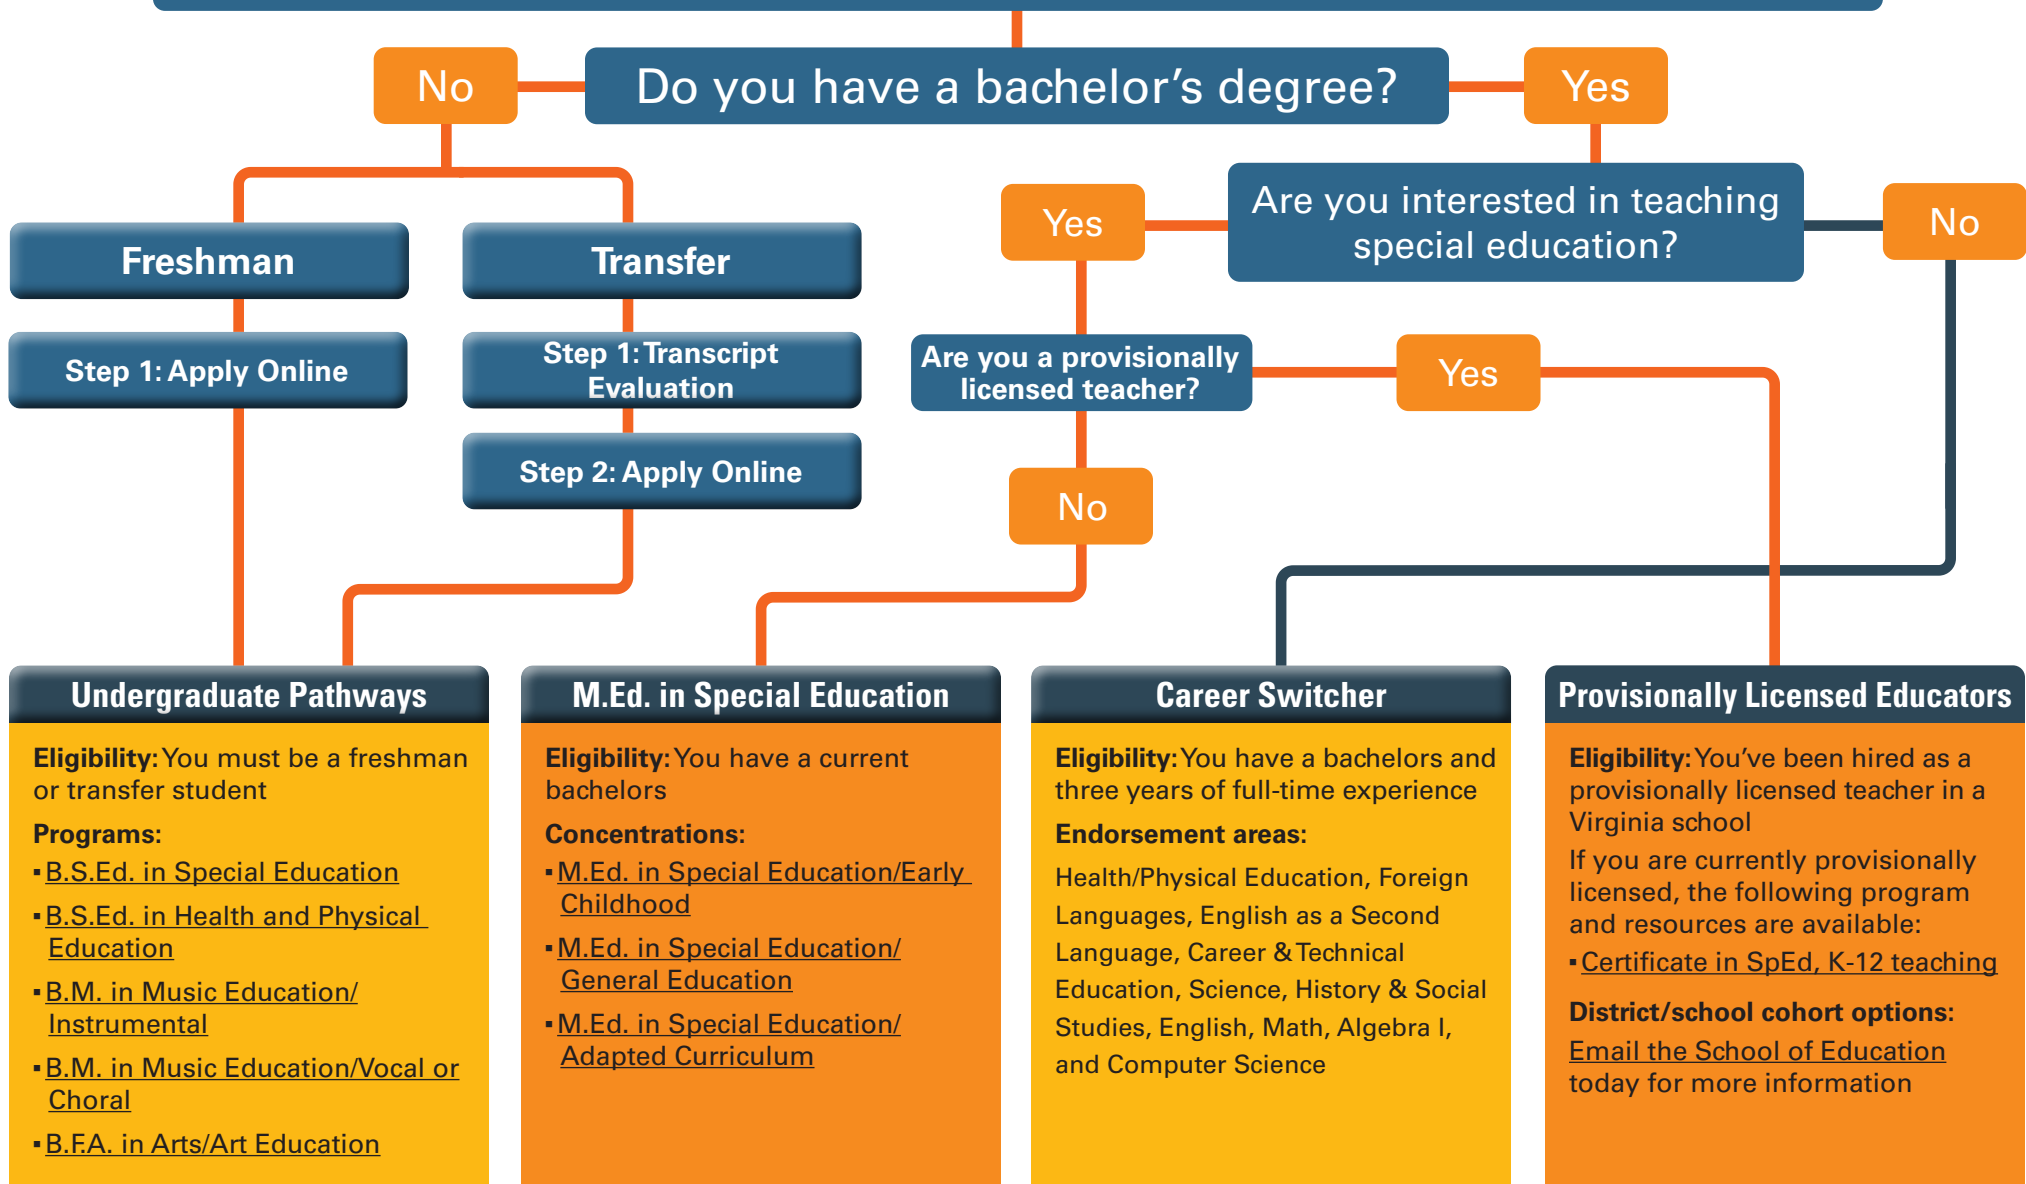 No
Do you have a bachelor's degree?
Yes
Are you interested in teaching
special education?
Yes
No
Freshman
Transfer
Step 1: Apply Online
Step 1: Transcript
Evaluation
Step 2: Apply Online
Are you a provisionally
licensed teacher?
Yes
No
Undergraduate Pathways
Eligibility: You must be a freshman
or transfer student
Programs:
▪ B.S.Ed. in Special Education
▪ B.S.Ed. in Health and Physical
Education
▪ B.M. in Music Education/
Instrumental
▪ B.M. in Music Education/Vocal or
Choral
▪ B.F.A. in Arts/Art Education
M.Ed. in Special Education
Eligibility: You have a current
bachelors
Concentrations:
▪ M.Ed. in Special Education/Early
Childhood
▪ M.Ed. in Special Education/
General Education
▪ M.Ed. in Special Education/
Adapted Curriculum
Career Switcher
Eligibility: You have a bachelors and
three years of full-time experience
Endorsement areas:
Health/Physical Education, Foreign
Languages, English as a Second
Language, Career & Technical
Education, Science, History & Social
Studies, English, Math, Algebra I,
and Computer Science
Provisionally Licensed Educators
Eligibility: You've been hired as a
provisionally licensed teacher in a
Virginia school
If you are currently provisionally
licensed, the following program
and resources are available:
▪ Certificate in SpEd, K-12 teaching
District/school cohort options:
Email the School of Education
today for more information